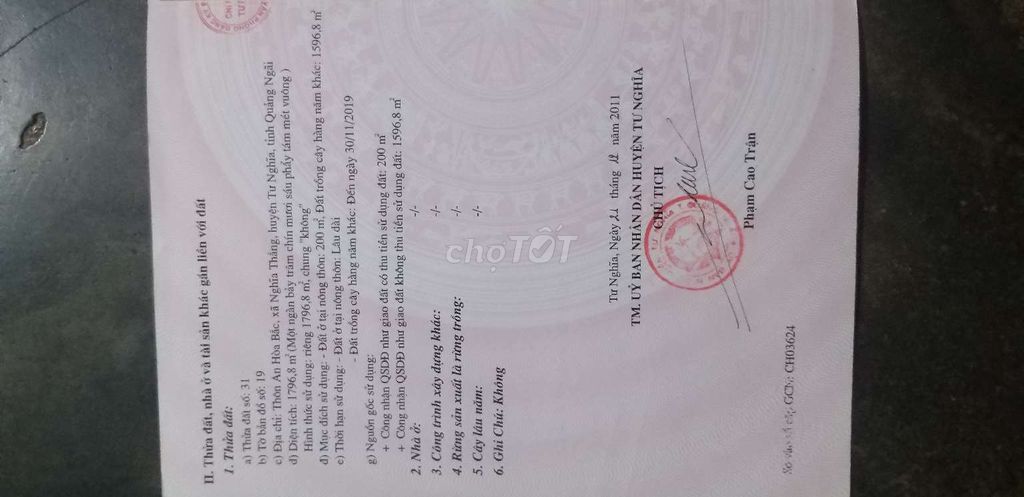 II. Thửa đất, nhà ở và tài sản khác gắn liền với đất
1. Thửa đất:
a) Thửa đất số: 31
b) Tờ bản đồ số: 19
c) Địa chỉ: Thôn An Hòa Bắc, xã Nghĩa Thắng, huyện Tư Nghĩa, tỉnh Quảng Ngãi
d) Diện tích: 1796,8 m² (Một ngàn bảy trăm chín mươi sáu phẩy tám mét vuông )
Hình thức sử dụng: riêng 1796,8 m², chung "không"
đ) Mục đích sử dụng: - Đất ở tại nông thôn: 200 m², Đất trồng cây hàng năm khác: 1596,8 m²
e) Thời hạn sử dụng: - Đất ở tại nông thôn: Lâu dài
- Đất trồng cây hàng năm khác: Đến ngày 30/11/2019
g) Nguồn gốc sử dụng:
+ Công nhận QSDĐ như giao đất có thu tiền sử dụng đất: 200 m²
+ Công nhận QSDĐ như giao đất không thu tiền sử dụng đất: 1596,8 m²
2. Nhà ở: -/-
3. Công trình xây dựng khác: -/-
4. Rừng sản xuất là rừng trồng: -/-
5. Cây lâu năm: -/-
6. Ghi Chú: Không
chợTỐT
Tư Nghĩa, Ngày 21 tháng 12 năm 2011
TM. UỶ BAN NHÂN DÂN HUYỆN TƯ NGHĨA
CHỦ TỊCH
Phạm Cao Trận
Số vào sổ cấp GCN: CH03624